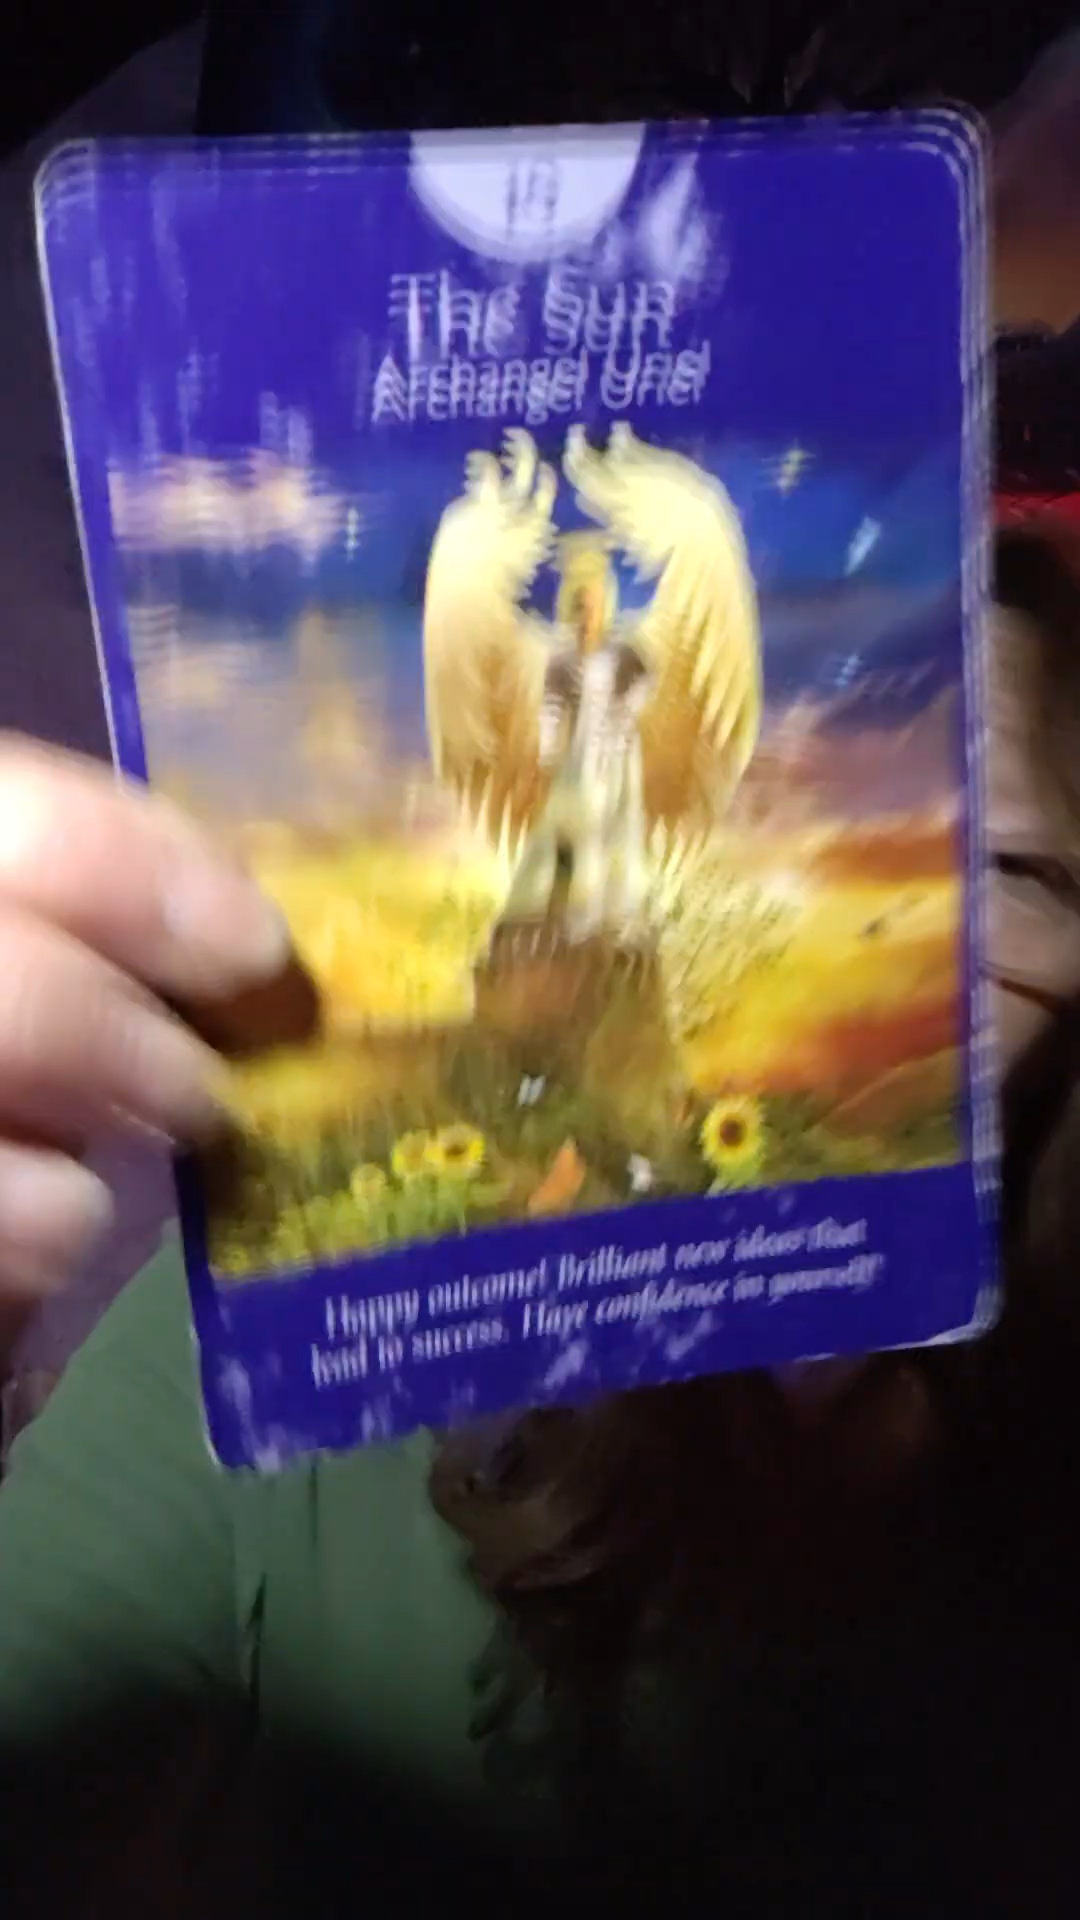 19
The Sun
Archangel Uriel
Happy outcome! Brilliant new ideas that
lead to success. Have confidence in yourself!